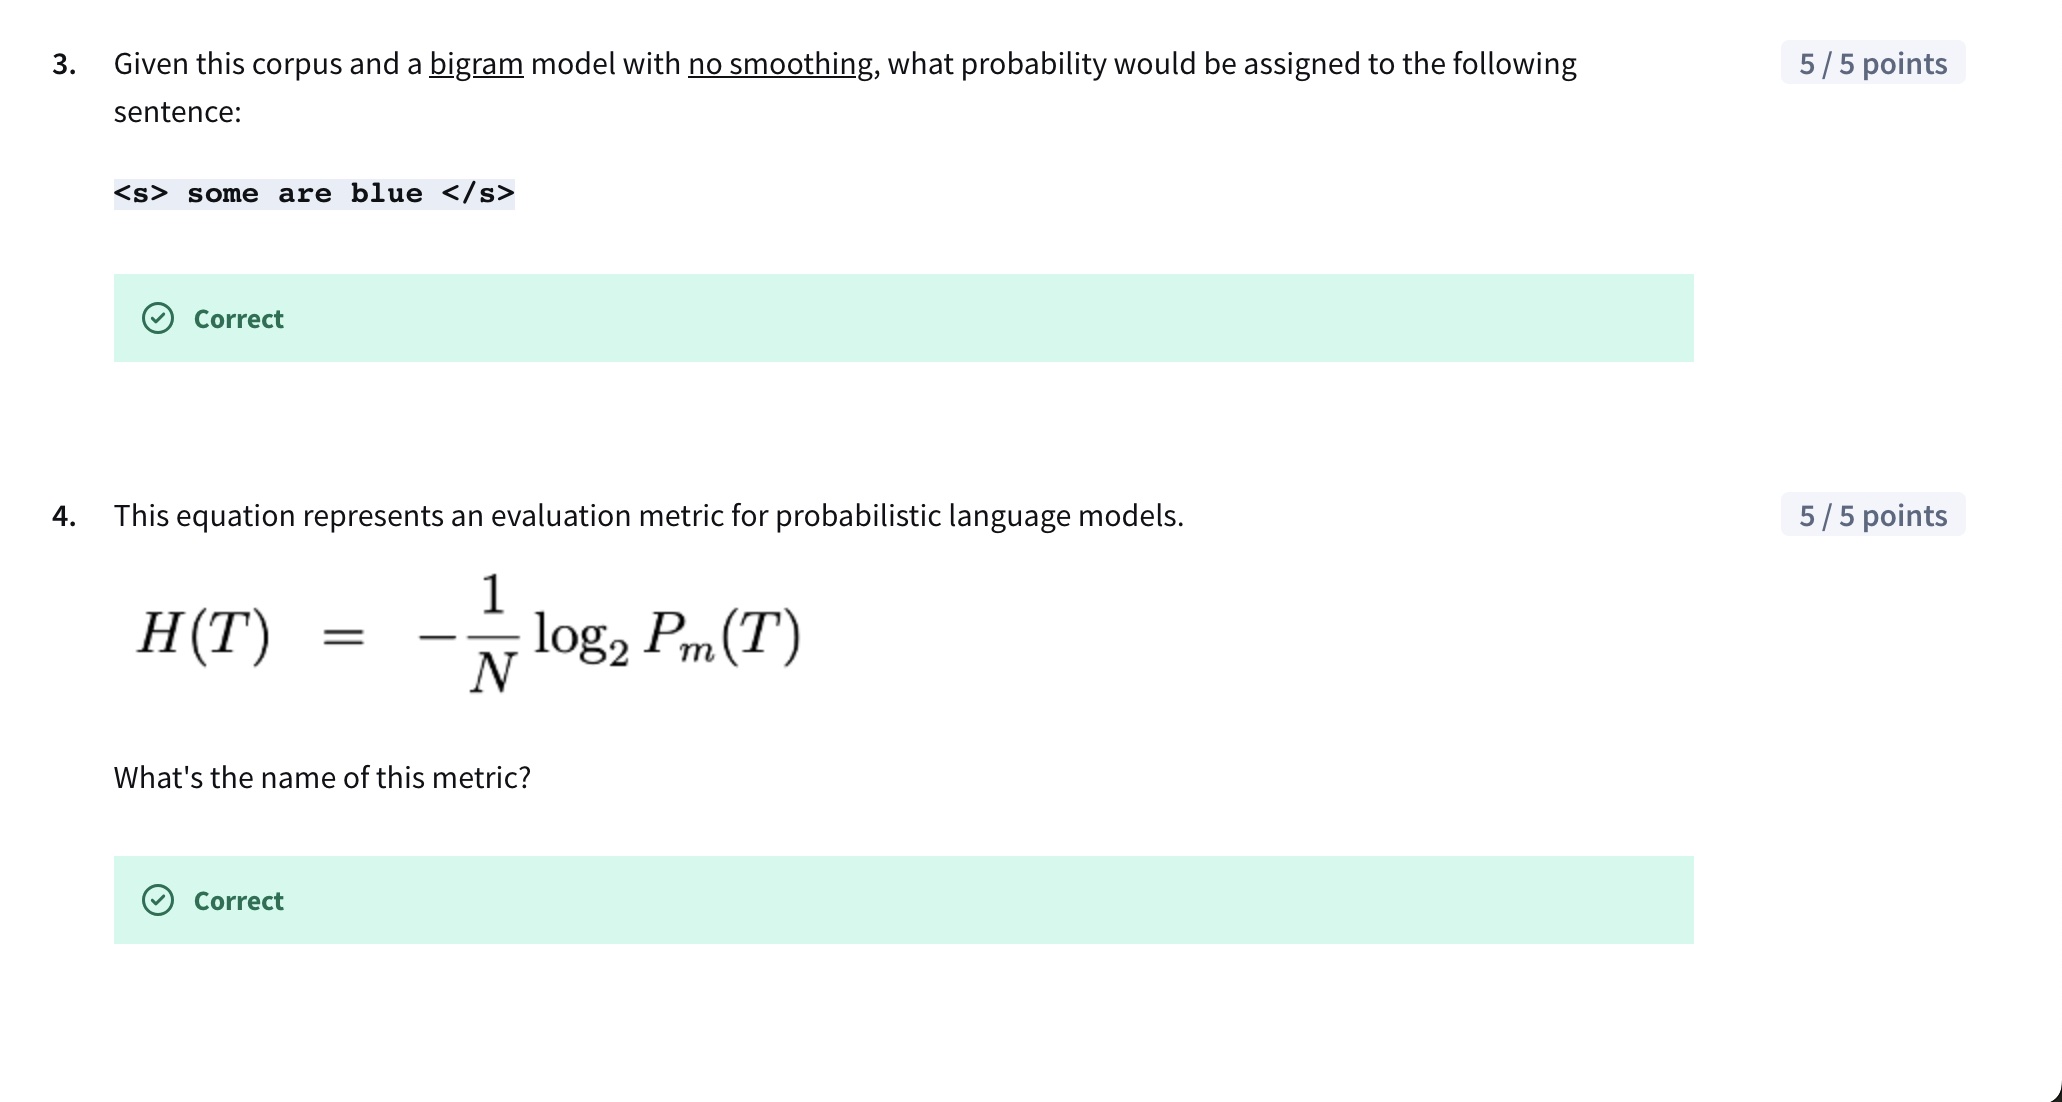 3. Given this corpus and a bigram model with no smoothing, what probability would be assigned to the following
sentence:
5 / 5 points
<s> some are blue </s>
Correct
4. This equation represents an evaluation metric for probabilistic language models.
5 / 5 points
H(T) = -\frac{1}{N} \log_2 P_m(T)
What's the name of this metric?
Correct